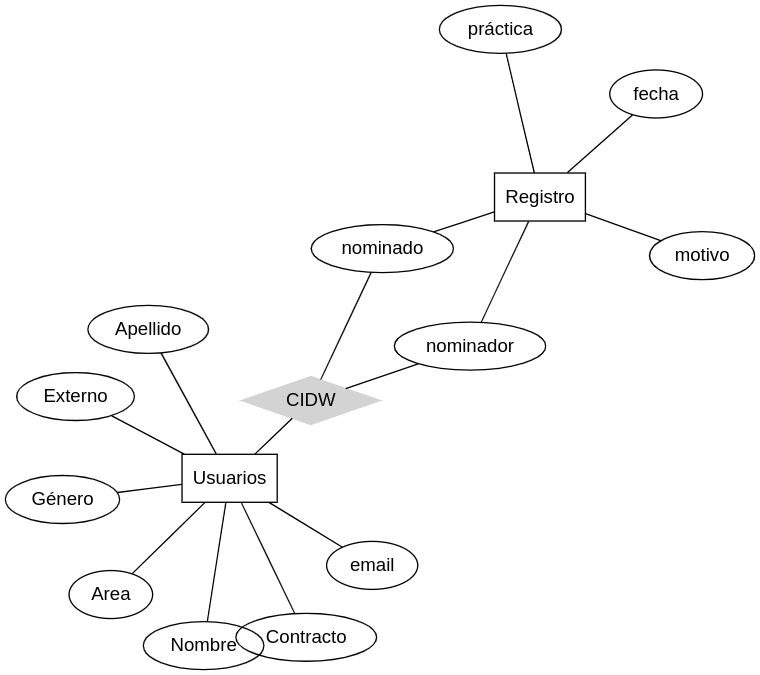 práctica
fecha
Registro
nominado
motivo
Apellido
nominador
Externo
CIDW
Usuarios
Género
email
Area
Nombre
Contracto